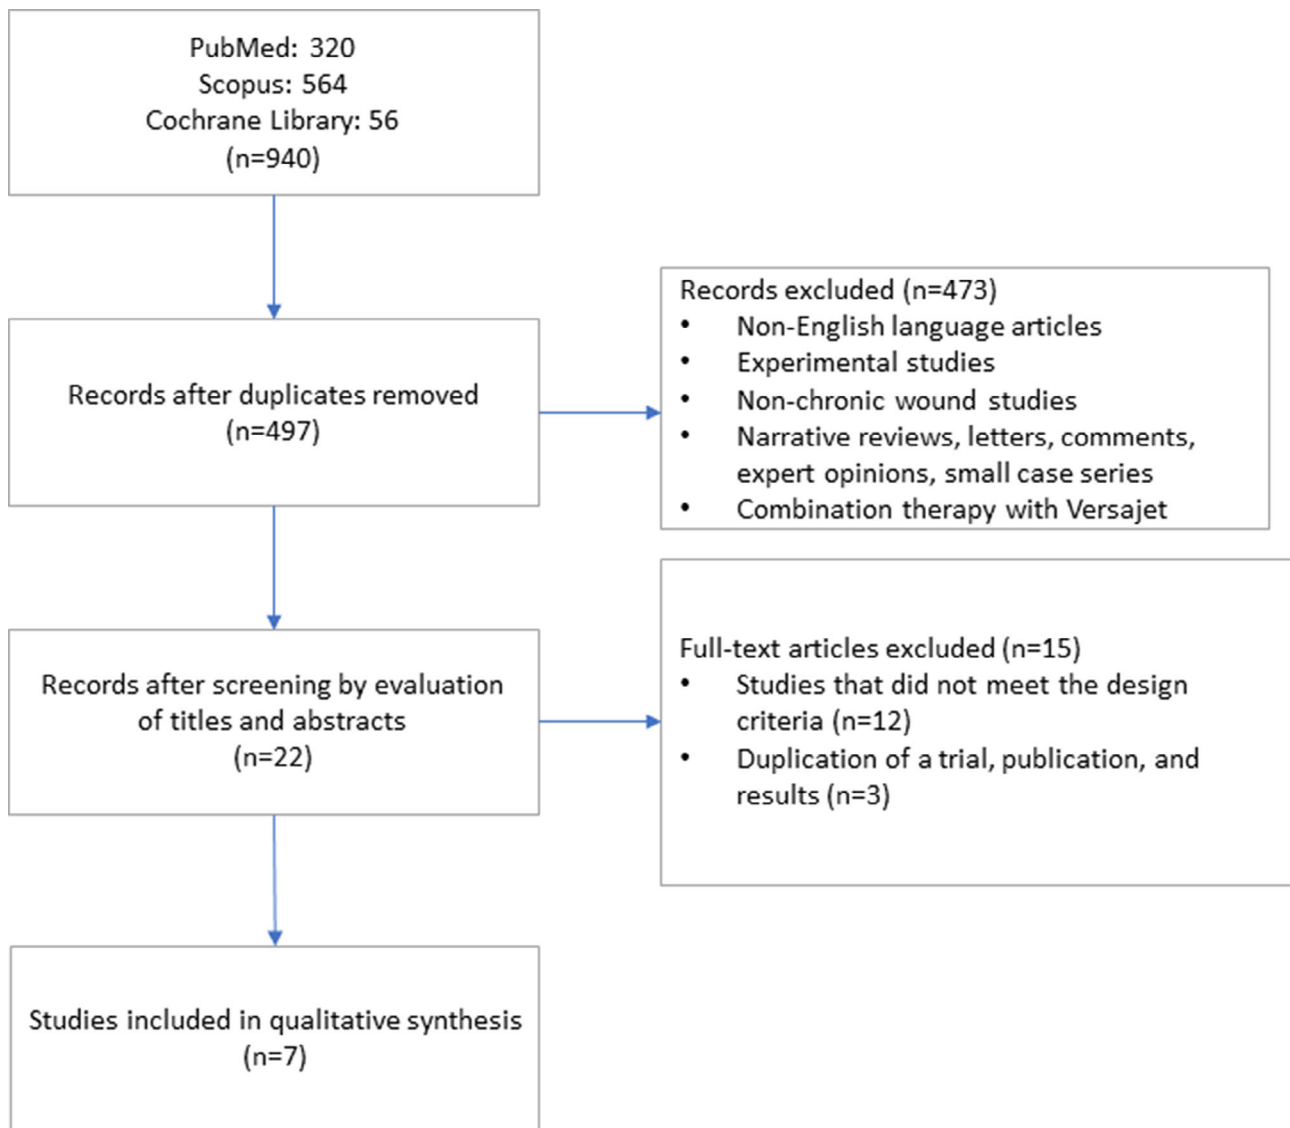 PubMed: 320
Scopus: 564
Cochrane Library: 56
(n=940)
Records after duplicates removed
(n=497)
Records excluded (n=473)
• Non-English language articles
• Experimental studies
• Non-chronic wound studies
• Narrative reviews, letters, comments,
expert opinions, small case series
• Combination therapy with Versajet
Records after screening by evaluation
of titles and abstracts
(n=22)
Full-text articles excluded (n=15)
• Studies that did not meet the design
criteria (n=12)
• Duplication of a trial, publication, and
results (n=3)
Studies included in qualitative synthesis
(n=7)